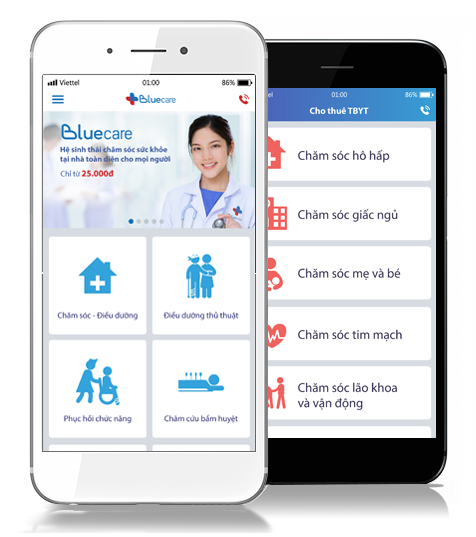 Viettel
01:00
86%
Bluecare
Bluecare
Hệ sinh thái chăm sóc sức khỏe
tại nhà toàn diện cho mọi người
Chỉ từ 25.000đ
Chăm sóc - Điều dưỡng
Điều dưỡng thủ thuật
Phục hồi chức năng
Châm cứu bấm huyệt
tel
01:00
86%
Cho thuê TBYT
Chăm sóc hô hấp
Chăm sóc giấc ngủ
Chăm sóc mẹ và bé
Chăm sóc tim mạch
Chăm sóc lão khoa
và vận động